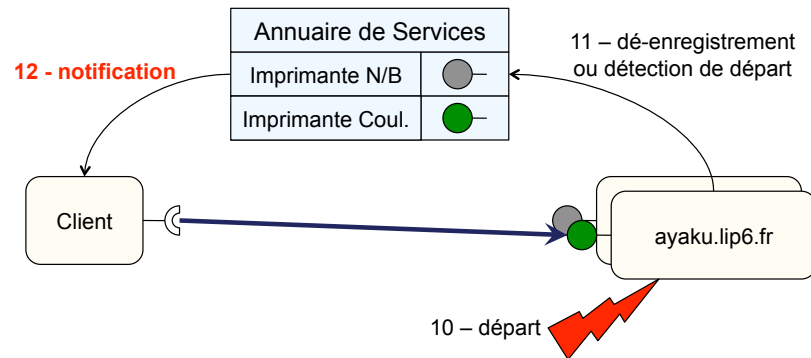 Annuaire de Services
12 - notification
Imprimante N/B
Imprimante Coul.
11 – dé-enregistrement
ou détection de départ
Client
ayaku.lip6.fr
10 – départ